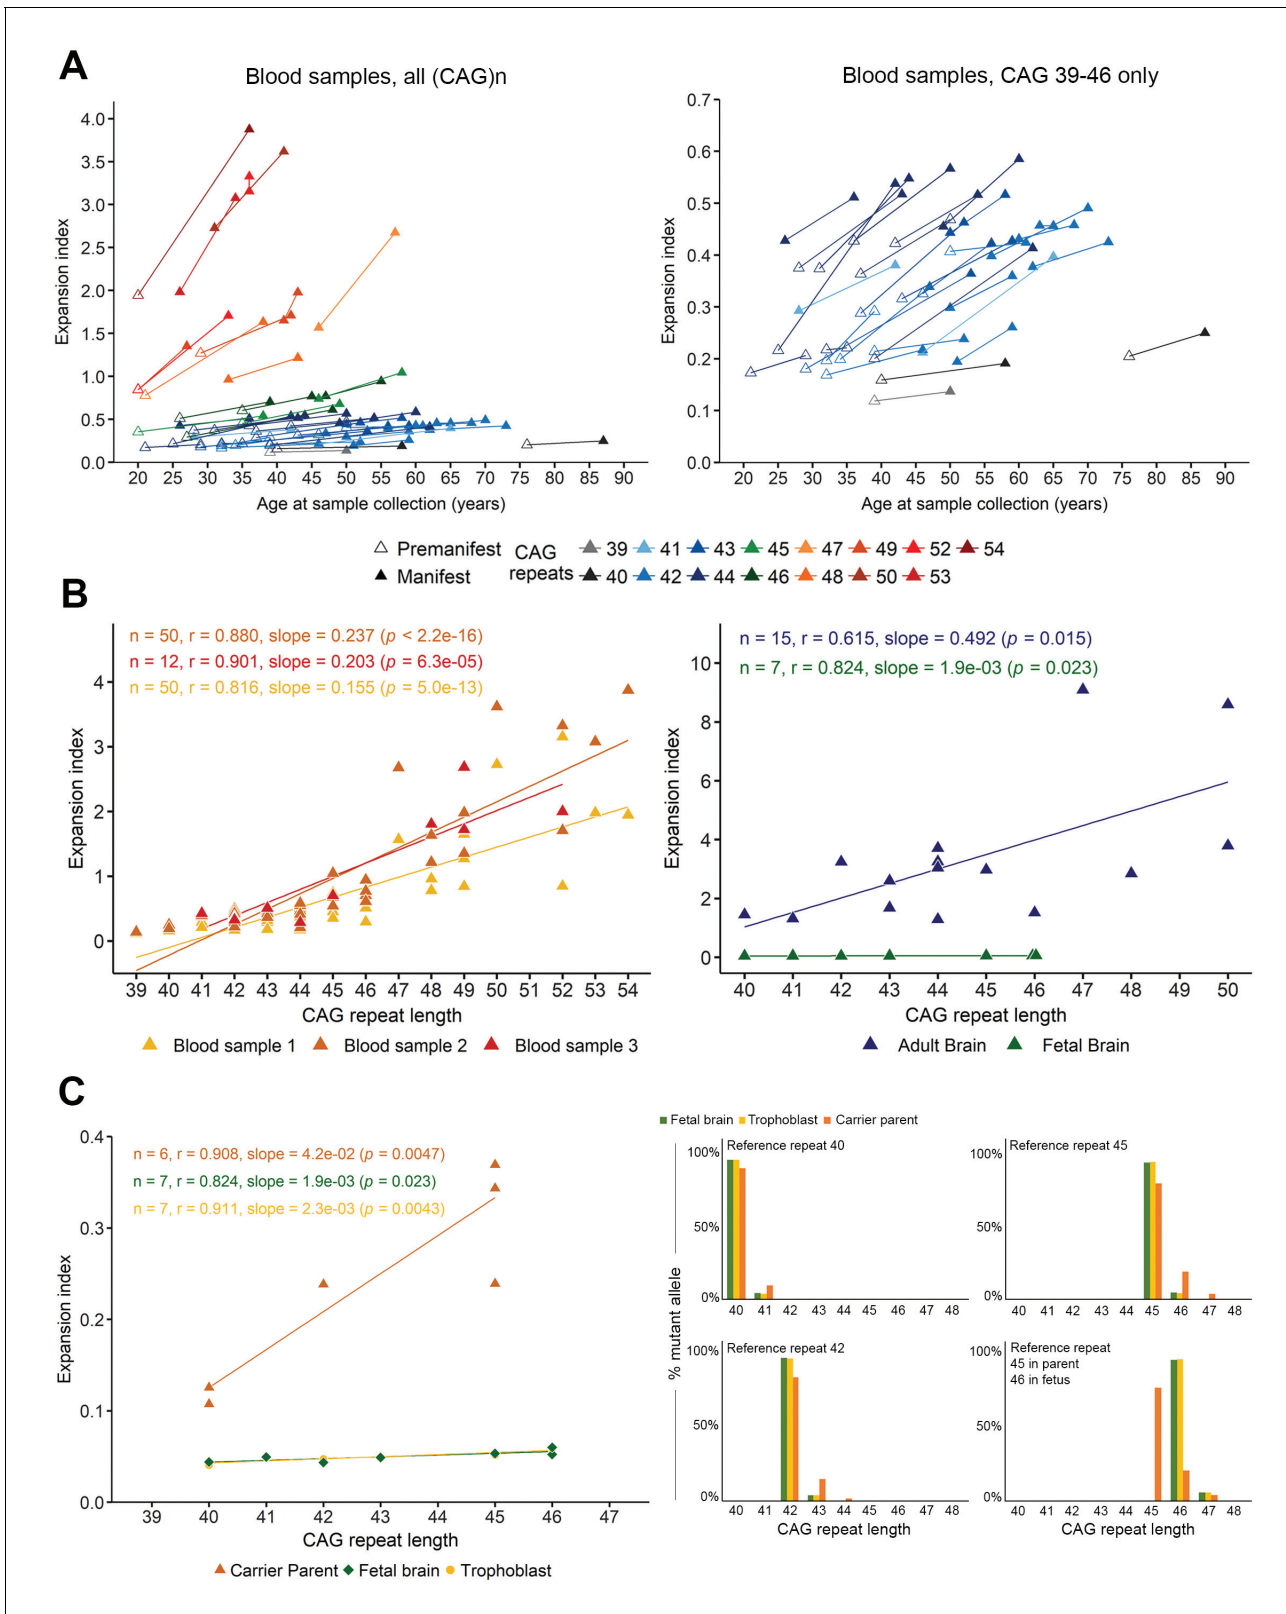 A
Blood samples, all (CAG)n
Blood samples, CAG 39-46 only
Expansion index
4.0
3.5
3.0
2.5
2.0
1.5
1.0
0.5
0.0
20 25 30 35 40 45 50 55 60 65 70 75 80 85 90
Age at sample collection (years)
Expansion index
0.7
0.6
0.5
0.4
0.3
0.2
0.1
0.0
20 25 30 35 40 45 50 55 60 65 70 75 80 85 90
Age at sample collection (years)
Premanifest
Manifest
CAG
repeats
39 41 43 45 47 49 52 54
40 42 44 46 48 50 53
B
n = 50, r = 0.880, slope = 0.237 (p < 2.2e-16)
n = 12, r = 0.901, slope = 0.203 (p = 6.3e-05)
n = 50, r = 0.816, slope = 0.155 (p = 5.0e-13)
Expansion index
4
3
2
1
0
39 40 41 42 43 44 45 46 47 48 49 50 52 53 54
CAG repeat length
Blood sample 1 Blood sample 2 Blood sample 3
n = 15, r = 0.615, slope = 0.492 (p = 0.015)
n = 7, r = 0.824, slope = 1.9e-03 (p = 0.023)
Expansion index
10
8
6
4
2
0
40 41 42 43 44 45 46 47 48 49 50
CAG repeat length
Adult Brain Fetal Brain
C
n = 6, r = 0.908, slope = 4.2e-02 (p = 0.0047)
n = 7, r = 0.824, slope = 1.9e-03 (p = 0.023)
n = 7, r = 0.911, slope = 2.3e-03 (p = 0.0043)
Expansion index
0.4
0.3
0.2
0.1
0.0
39 40 41 42 43 44 45 46 47
CAG repeat length
Carrier Parent Fetal brain Trophoblast
Fetal brain Trophoblast Carrier parent
% mutant allele
Reference repeat 40
100%
50%
0%
40 41 42 43 44 45 46 47 48
Reference repeat 45
100%
50%
0%
40 41 42 43 44 45 46 47 48
Reference repeat 42
100%
50%
0%
40 41 42 43 44 45 46 47 48
CAG repeat length
Reference repeat
45 in parent
46 in fetus
100%
50%
0%
40 41 42 43 44 45 46 47 48
CAG repeat length